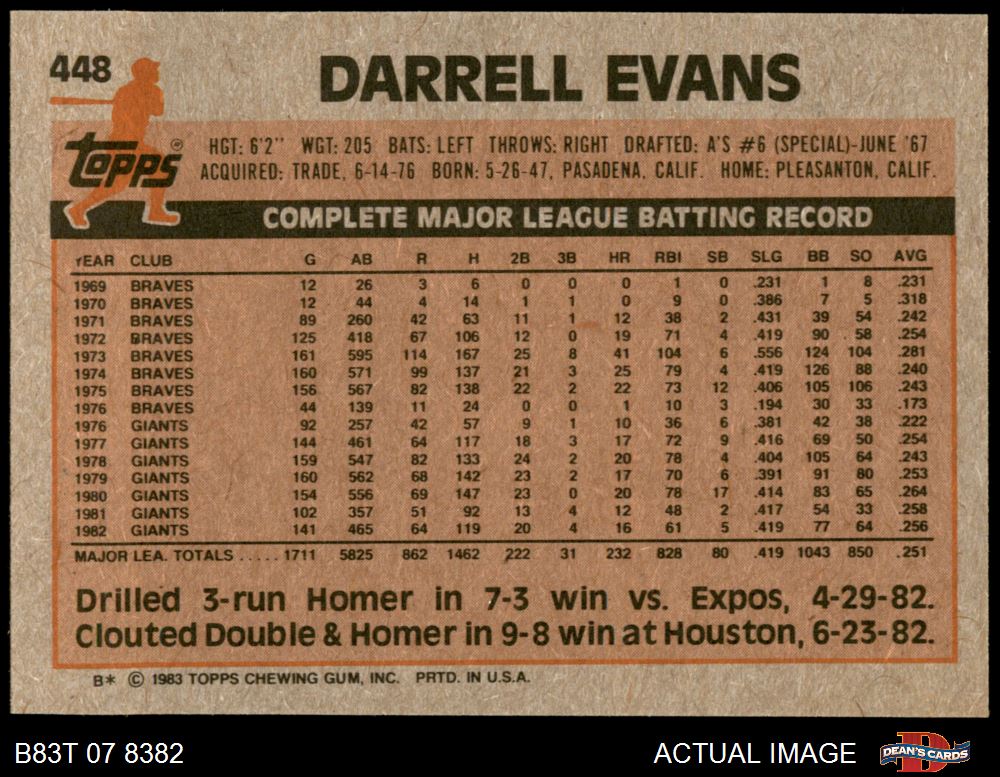 448
DARRELL EVANS
topps®
HGT: 6'2" WGT: 205 BATS: LEFT THROWS: RIGHT DRAFTED: A'S #6 (SPECIAL)-JUNE '67
ACQUIRED: TRADE, 6-14-76 BORN: 5-26-47, PASADENA, CALIF. HOME: PLEASANTON, CALIF.
COMPLETE MAJOR LEAGUE BATTING RECORD
YEAR CLUB G AB R H 2B 3B HR RBI SB SLG BB SO AVG
1969 BRAVES 12 26 3 6 0 0 0 1 0 .231 1 8 .231
1970 BRAVES 12 44 4 14 1 1 0 9 0 .386 7 5 .318
1971 BRAVES 89 260 42 63 11 1 12 38 2 .431 39 54 .242
1972 BRAVES 125 418 67 106 12 0 19 71 4 .419 90 58 .254
1973 BRAVES 161 595 114 167 25 8 41 104 6 .556 124 104 .281
1974 BRAVES 160 571 99 137 21 3 25 79 4 .419 126 88 .240
1975 BRAVES 156 567 82 138 22 2 22 73 12 .406 105 106 .243
1976 BRAVES 44 139 11 24 0 0 1 10 3 .194 30 33 .173
1976 GIANTS 92 257 42 57 9 1 10 36 6 .381 42 38 .222
1977 GIANTS 144 461 64 117 18 3 17 72 9 .416 69 50 .254
1978 GIANTS 159 547 82 133 24 2 20 78 4 .404 105 64 .243
1979 GIANTS 160 562 68 142 23 2 17 70 6 .391 91 80 .253
1980 GIANTS 154 556 69 147 23 0 20 78 17 .414 83 65 .264
1981 GIANTS 102 357 51 92 13 4 12 48 2 .417 54 33 .258
1982 GIANTS 141 465 64 119 20 4 16 61 5 .419 77 64 .256
MAJOR LEA. TOTALS ..... 1711 5825 862 1462 222 31 232 828 80 .419 1043 850 .251
Drilled 3-run Homer in 7-3 win vs. Expos, 4-29-82.
Clouted Double & Homer in 9-8 win at Houston, 6-23-82.
B* © 1983 TOPPS CHEWING GUM, INC. PRTD. IN U.S.A.
B83T 07 8382
ACTUAL IMAGE
DEAN'S CARDS